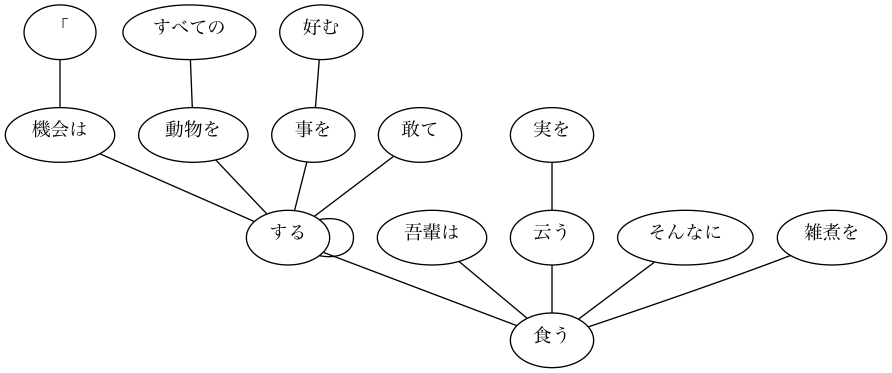 「 すべての 好む
機会は 動物を 事を 敢て 実を
する 吾輩は 云う そんなに 雑煮を
食う